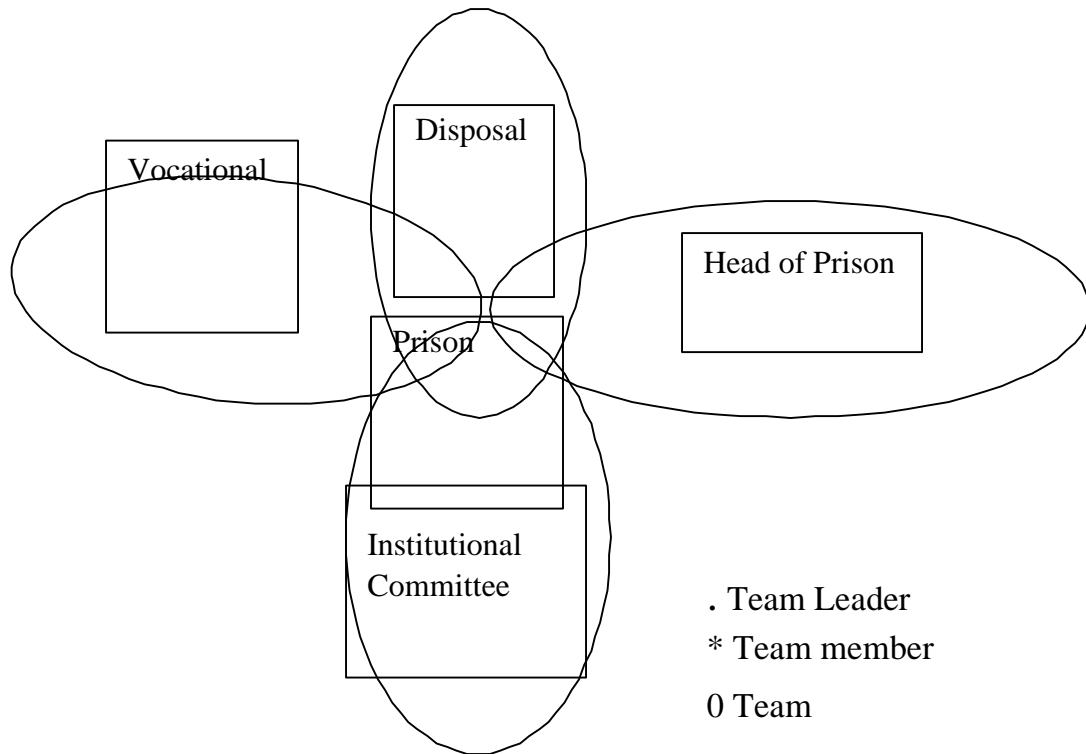 Disposal
Vocational
Head of Prison
Prison
Institutional
Committee
. Team Leader
* Team member
0 Team